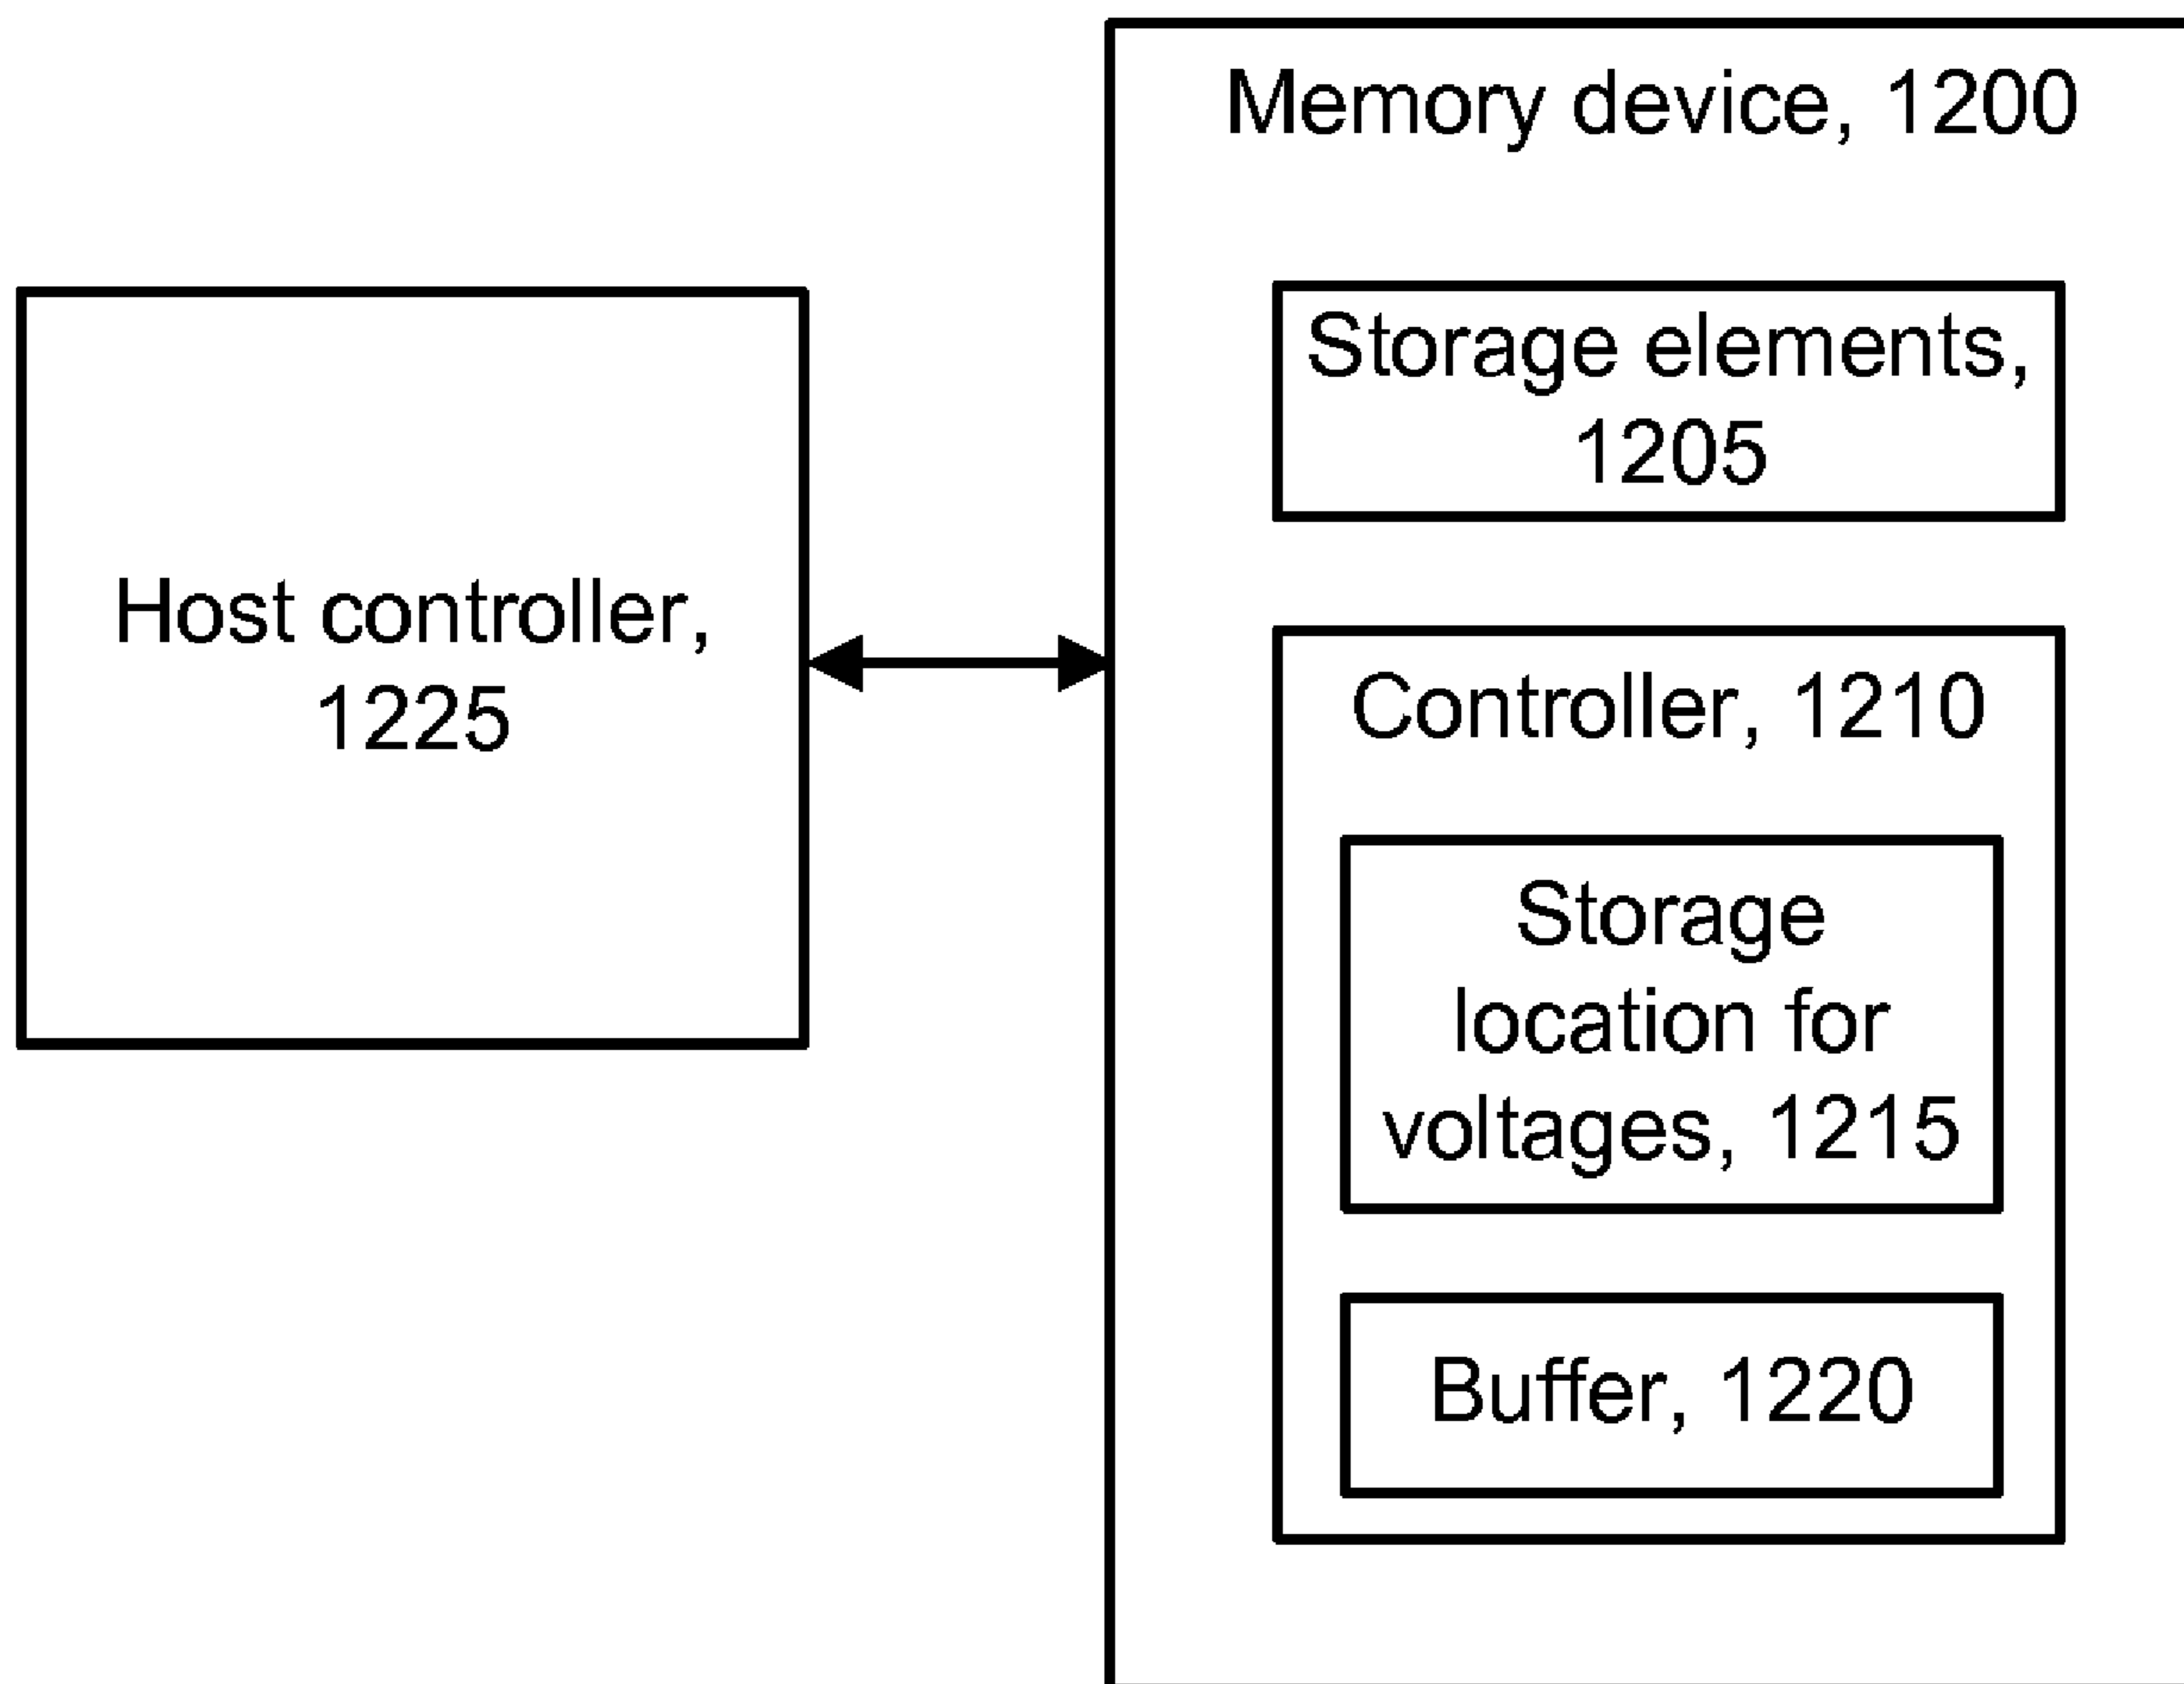 Memory device, 1200
Storage elements,
1205
Host controller,
1225
Controller, 1210
Storage
location for
voltages, 1215
Buffer, 1220